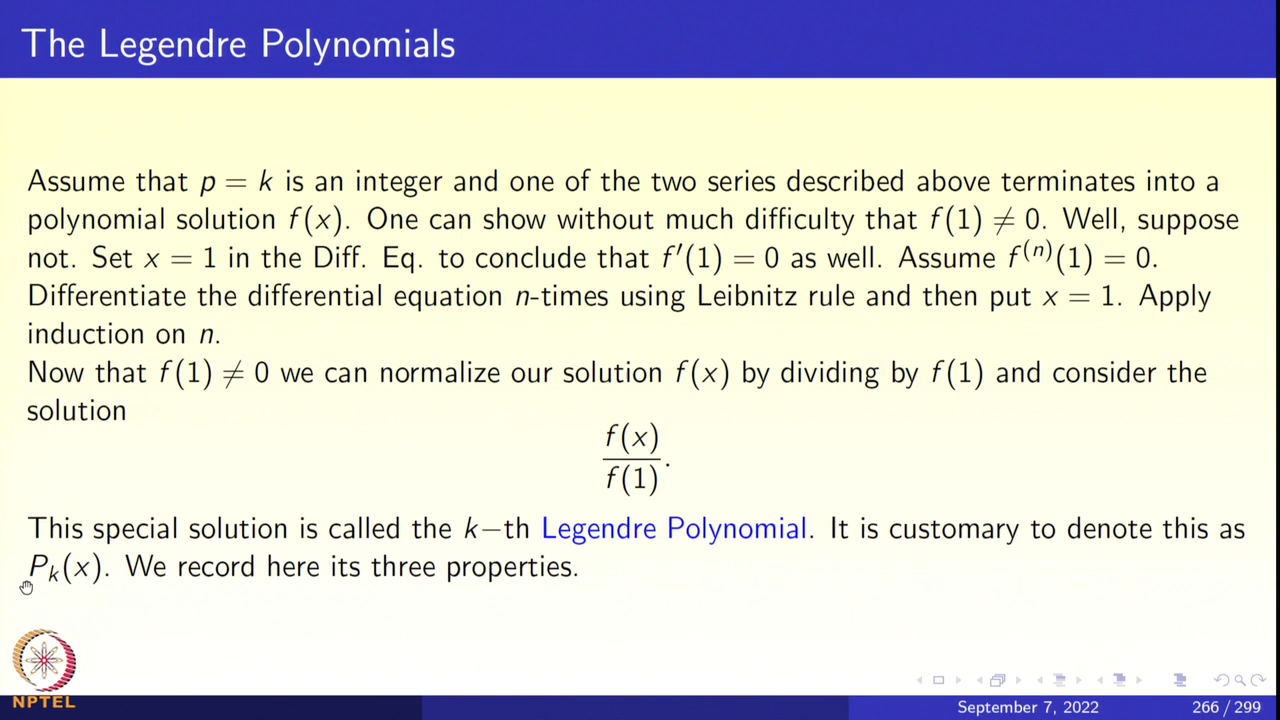 The Legendre Polynomials
Assume that p = k is an integer and one of the two series described above terminates into a
polynomial solution f(x). One can show without much difficulty that f(1) ≠ 0. Well, suppose
not. Set x = 1 in the Diff. Eq. to conclude that f′(1) = 0 as well. Assume f⁽ⁿ⁾(1) = 0.
Differentiate the differential equation n-times using Leibnitz rule and then put x = 1. Apply
induction on n.
Now that f(1) ≠ 0 we can normalize our solution f(x) by dividing by f(1) and consider the
solution
f(x)
f(1)
.
This special solution is called the k−th Legendre Polynomial. It is customary to denote this as
Pₖ(x). We record here its three properties.
NPTEL
September 7, 2022 266 / 299